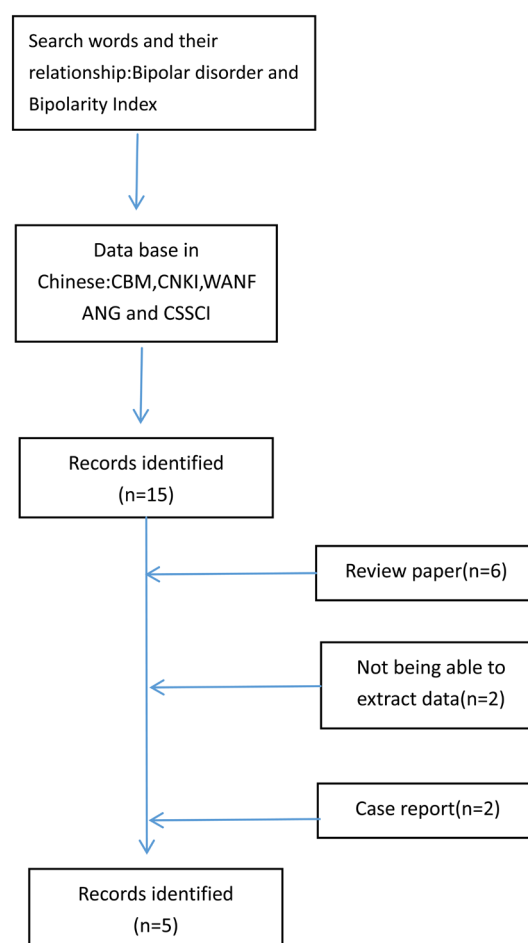 Search words and their
relationship:Bipolar disorder and
Bipolarity Index
Data base in
Chinese:CBM,CNKI,WANF
ANG and CSSCI
Records identified
(n=15)
Review paper(n=6)
Not being able to
extract data(n=2)
Case report(n=2)
Records identified
(n=5)